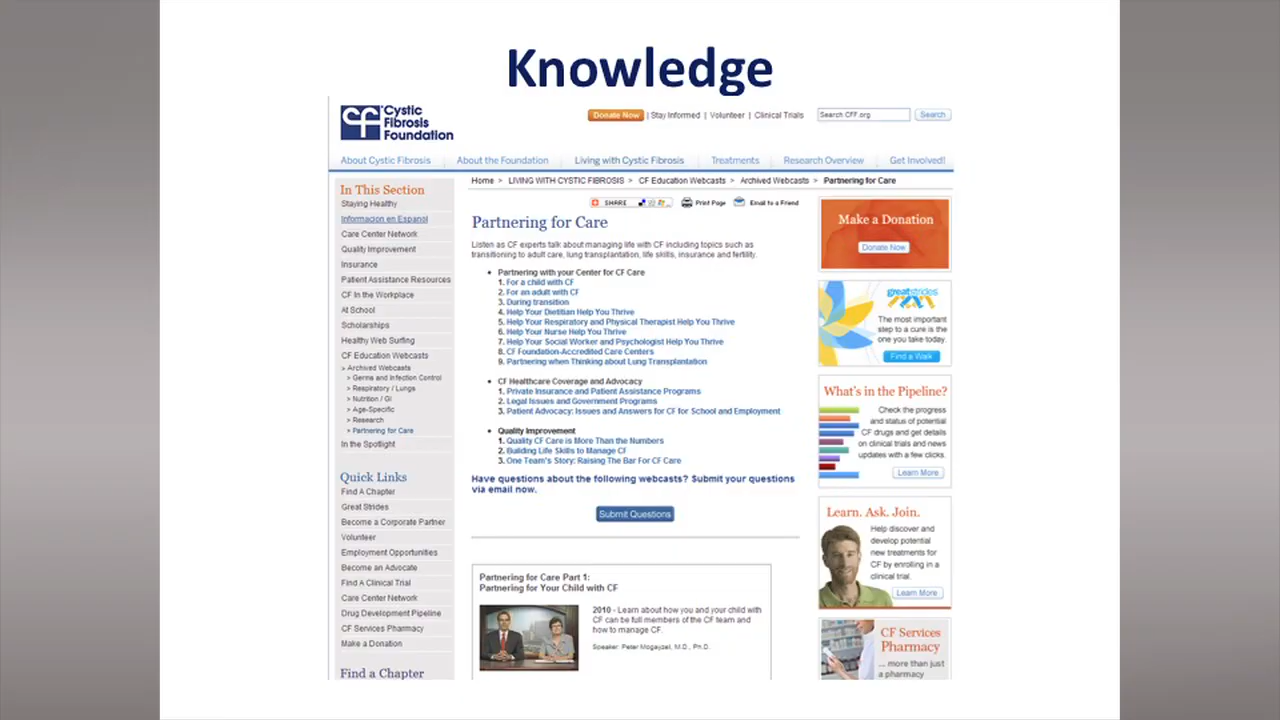 Knowledge
CF Cystic
Fibrosis
Foundation
Donate Now | Stay Informed | Volunteer | Clinical Trials
Search CFF.org
Search
About Cystic Fibrosis
About the Foundation
Living with Cystic Fibrosis
Treatments
Research Overview
Get Involved!
In This Section
Staying Healthy
Informacion en Espanol
Care Center Network
Quality Improvement
Insurance
Patient Assistance Resources
CF In the Workplace
At School
Scholarships
Healthy Web Surfing
CF Education Webcasts
> Archived Webcasts
> Germs and Infection Control
> Respiratory / Lungs
> Nutrition / GI
> Age-Specific
> Research
> Partnering for Care
In the Spotlight
Quick Links
Find A Chapter
Great Strides
Become a Corporate Partner
Volunteer
Employment Opportunities
Become an Advocate
Find A Clinical Trial
Care Center Network
Drug Development Pipeline
CF Services Pharmacy
Make a Donation
Find a Chapter
Home > LIVING WITH CYSTIC FIBROSIS > CF Education Webcasts > Archived Webcasts > Partnering for Care
SHARE
Print Page
Email to a Friend
Partnering for Care
Listen as CF experts talk about managing life with CF including topics such as
transitioning to adult care, lung transplantation, life skills, insurance and fertility.
• Partnering with your Center for CF Care
1. For a child with CF
2. For an adult with CF
3. During transition
4. Help Your Dietitian Help You Thrive
5. Help Your Respiratory and Physical Therapist Help You Thrive
6. Help Your Nurse Help You Thrive
7. Help Your Social Worker and Psychologist Help You Thrive
8. CF Foundation-Accredited Care Centers
9. Partnering when Thinking about Lung Transplantation
• CF Healthcare Coverage and Advocacy
1. Private Insurance and Patient Assistance Programs
2. Legal Issues and Government Programs
3. Patient Advocacy: Issues and Answers for CF for School and Employment
• Quality Improvement
1. Quality CF Care is More Than the Numbers
2. Building Life Skills to Manage CF
3. One Team's Story: Raising The Bar For CF Care
Have questions about the following webcasts? Submit your questions
via email now.
Submit Questions
Partnering for Care Part 1:
Partnering for Your Child with CF
2010 - Learn about how you and your child with
CF can be full members of the CF team and
how to manage CF.
Speaker: Peter Mogayzel, M.D., Ph.D.
Make a Donation
Donate Now
greatstrides
The most important
step to a cure is the
one you take today.
Find a Walk
What's in the Pipeline?
Check the progress
and status of potential
CF drugs and get details
on clinical trials and news
updates with a few clicks.
Learn More
Learn. Ask. Join.
Help discover and
develop potential
new treatments for
CF by enrolling in a
clinical trial.
Learn More
CF Services
Pharmacy
... more than just
a pharmacy